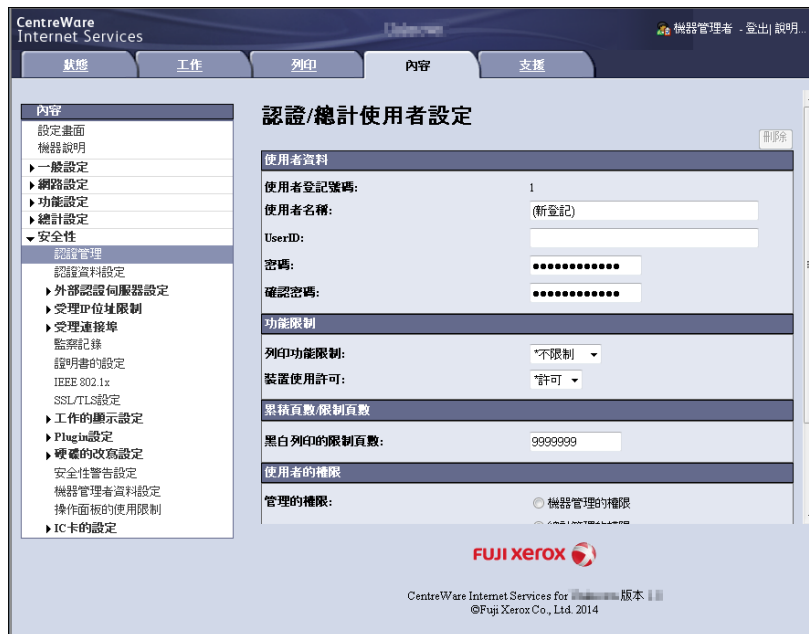 CentreWare
Internet Services
機器管理者 - 登出| 說明...
狀態
工作
列印
內容
支援
內容
設定畫面
機器說明
一般設定
網路設定
功能設定
總計設定
安全性
認證管理
認證資料設定
外部認證伺服器設定
受理IP位址限制
受理連接埠
監察記錄
證明書的設定
IEEE 802.1x
SSL/TLS設定
工作的顯示設定
Plugin設定
硬碟的改寫設定
安全性警告設定
機器管理者資料設定
操作面板的使用限制
IC卡的設定
認證/總計使用者設定
刪除
使用者資料
使用者登記號碼: 1
使用者名稱: (新登記)
UserID:
密碼: ●●●●●●●●●●●●
確認密碼: ●●●●●●●●●●●●
功能限制
列印功能限制: *不限制
裝置使用許可: *許可
累積頁數/限制頁數
黑白列印的限制頁數: 9999999
使用者的權限
管理的權限: 機器管理的權限
FUJI XEROX
CentreWare Internet Services for 版本
©Fuji Xerox Co., Ltd. 2014